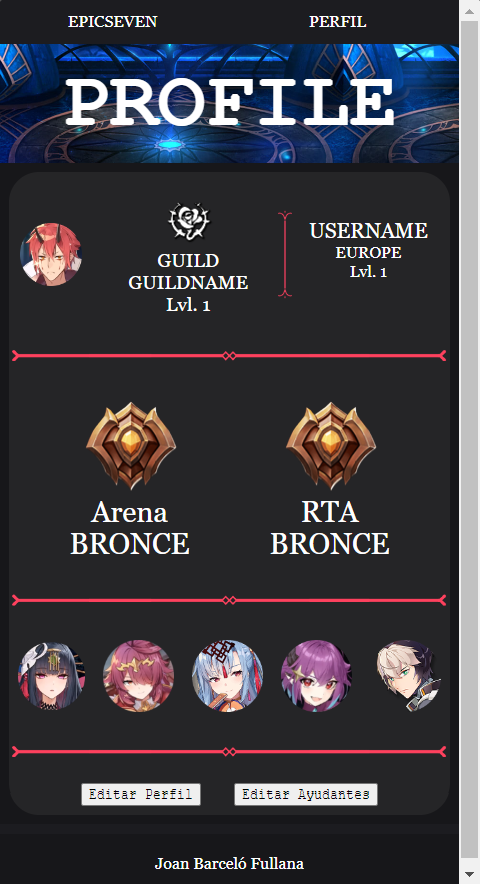 EPICSEVEN PERFIL
PROFILE
GUILD
GUILDNAME
Lvl. 1
USERNAME
EUROPE
Lvl. 1
Arena
BRONCE
RTA
BRONCE
Editar Perfil Editar Ayudantes
Joan Barceló Fullana